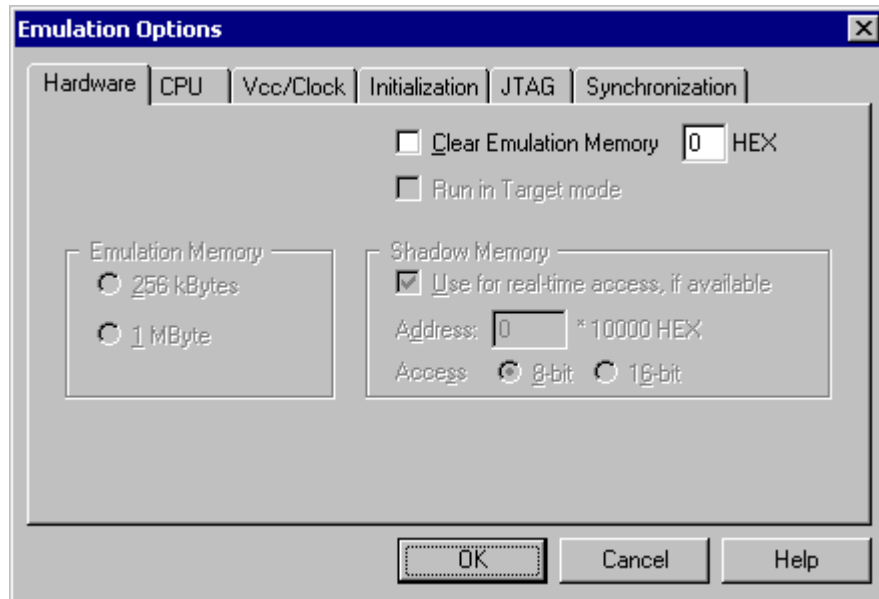 Emulation Options
Hardware CPU Vcc/Clock Initialization JTAG Synchronization
Clear Emulation Memory 0 HEX
Run in Target mode
Emulation Memory
256 kBytes
1 MByte
Shadow Memory
Use for real-time access, if available
Address: 0 * 10000 HEX
Access 8-bit 16-bit
OK Cancel Help